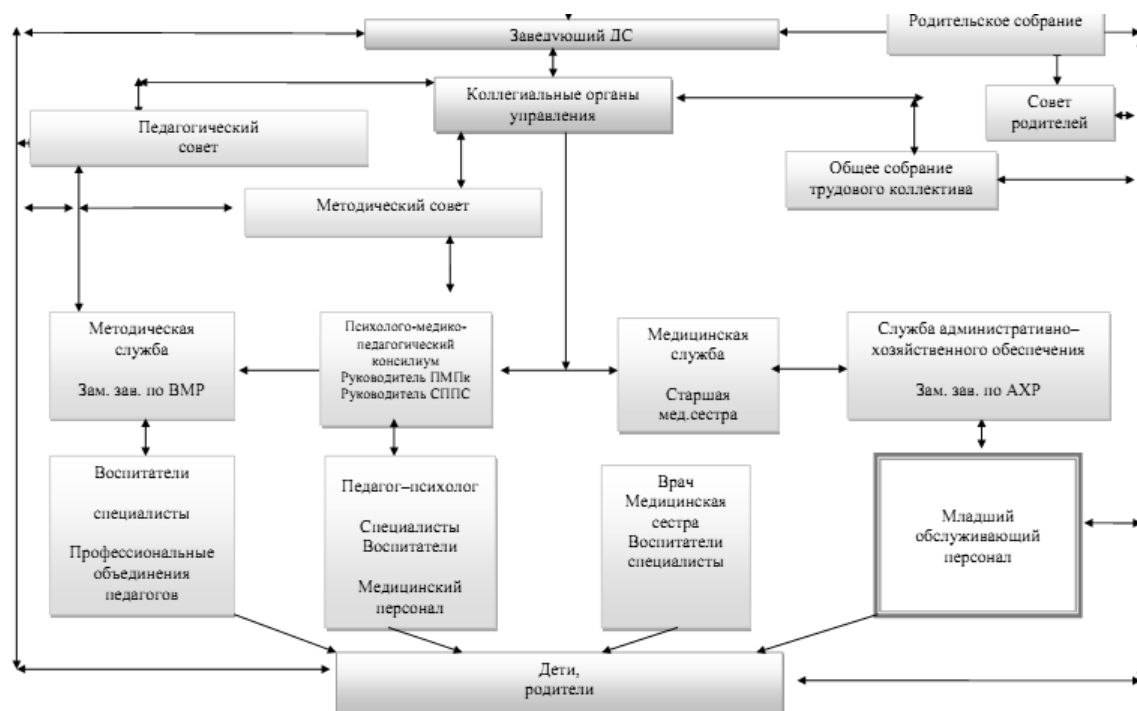 Родительское собрание
Заведующий ДС
Коллегиальные органы
управления
Совет
родителей
Педагогический
совет
Общее собрание
трудового коллектива
Методический совет
Методическая
служба
Зам. зав. по ВМР
Психолого-медико-
педагогический
консилиум
Руководитель ПМПк
Руководитель СППС
Медицинская
служба
Старшая
мед.сестра
Служба административно–
хозяйственного обеспечения
Зам. зав. по АХР
Воспитатели
специалисты
Профессиональные
объединения
педагогов
Педагог–психолог
Специалисты
Воспитатели
Медицинский
персонал
Врач
Медицинская
сестра
Воспитатели
специалисты
Младший
обслуживающий
персонал
Дети,
родители